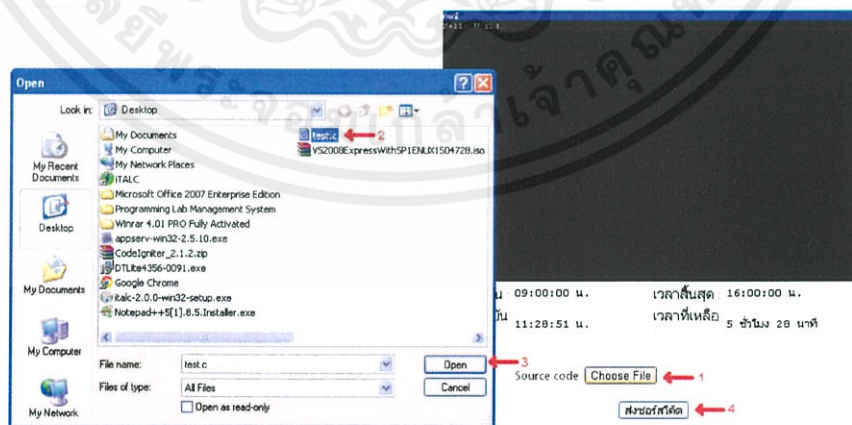 Open
Look in: Desktop
My Recent Documents
Desktop
My Documents
My Computer
My Network
My Documents
My Computer
My Network Places
iTALC
Microsoft Office 2007 Enterprise Edition
Programming Lab Management System
Winrar 4.01 PRO Fully Activated
appserv-win32-2.5.10.exe
CodeIgniter_2.1.2.zip
DTLite4356-0091.exe
Google Chrome
italc-2.0.0-win32-setup.exe
Notepad++5[1].8.5.Installer.exe
test.c 2
VS2008ExpressWithSP1ENUX1504728.iso
File name: test.c Open 3
Files of type: All Files Cancel
Open as read-only
09:00:00 น. เวลาสิ้นสุด 16:00:00 น.
11:28:51 น. เวลาที่เหลือ 5 ชั่วโมง 28 นาที
Source code Choose File 1
ส่งซอร์สโค้ด 4